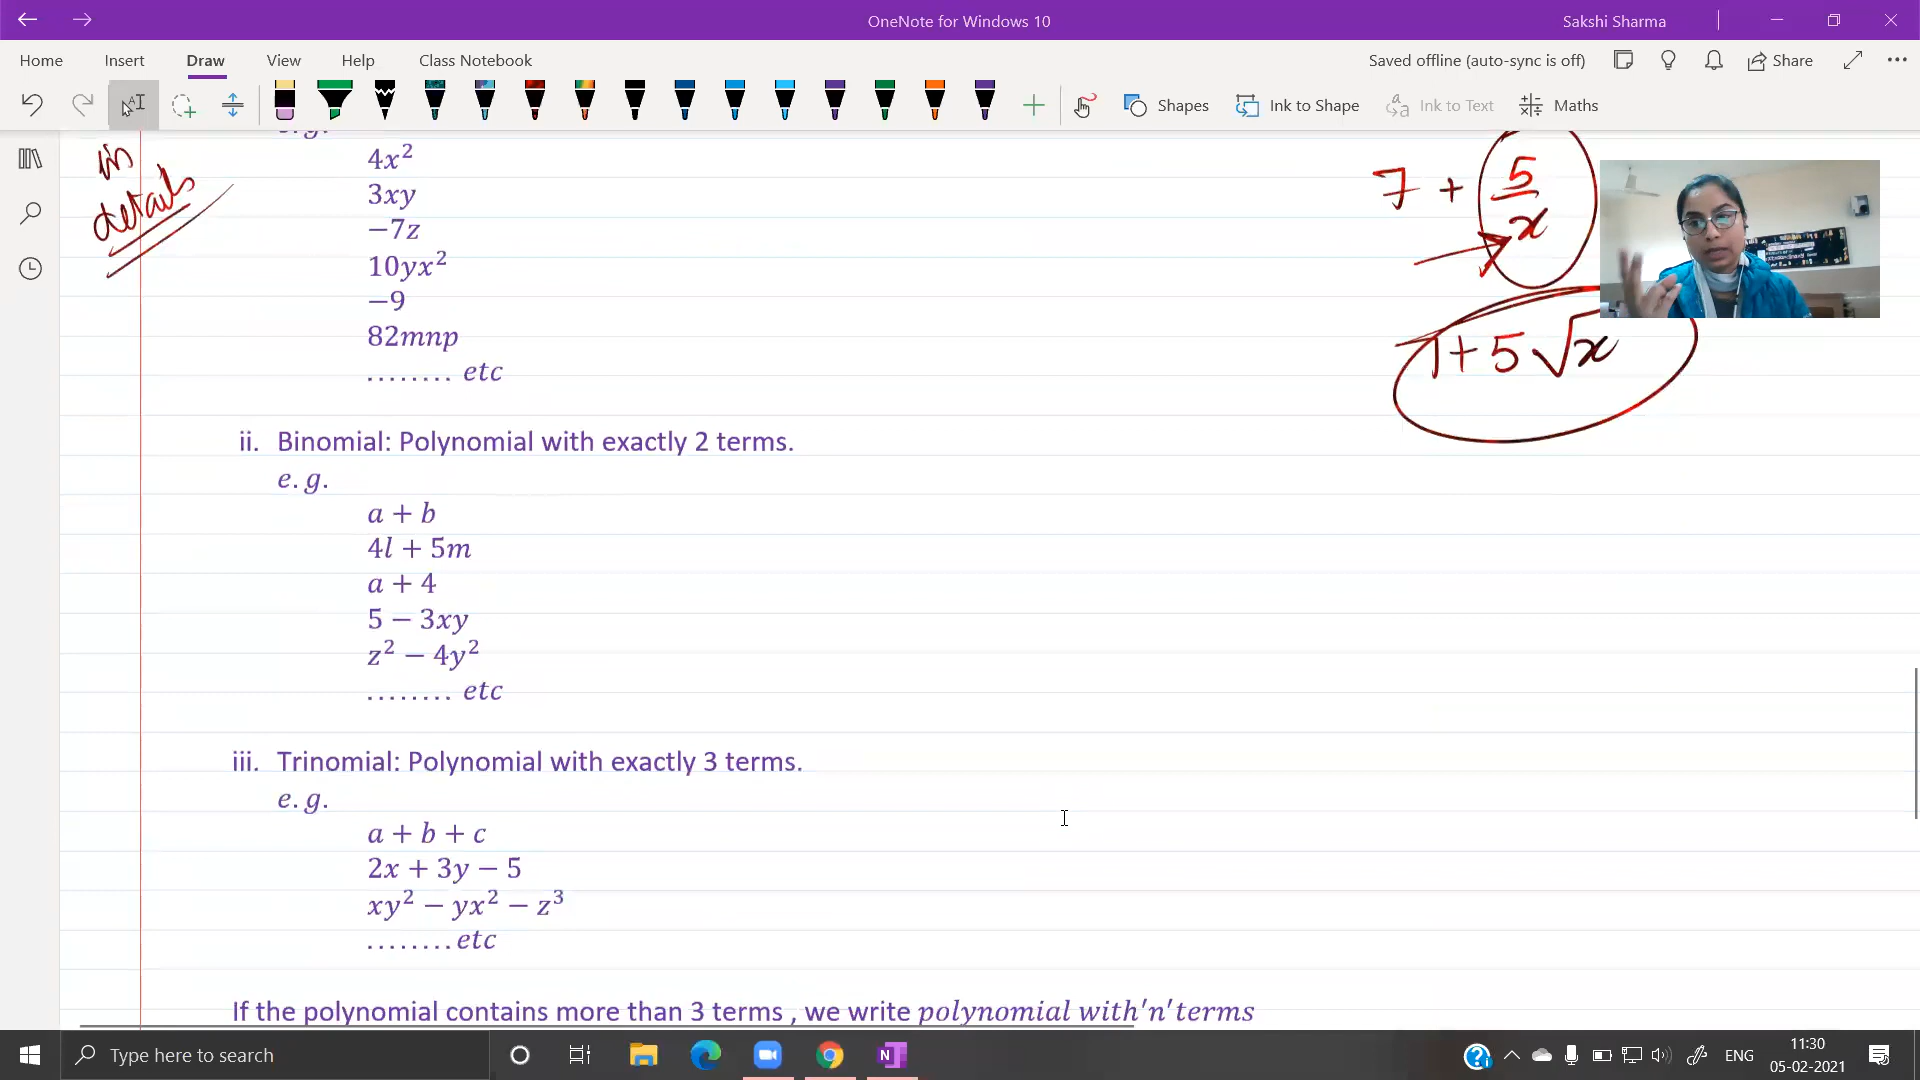 OneNote for Windows 10
Sakshi Sharma
Home Insert Draw View Help Class Notebook
Saved offline (auto-sync is off) Share
Shapes Ink to Shape Ink to Text Maths
in
details
e.g.
4x²
3xy
−7z
10yx²
−9
82mnp
........ etc
7 + 5/x
1+5√x
ii. Binomial: Polynomial with exactly 2 terms.
e.g.
a + b
4l + 5m
a + 4
5 − 3xy
z² − 4y²
........ etc
iii. Trinomial: Polynomial with exactly 3 terms.
e.g.
a + b + c
2x + 3y − 5
xy² − yx² − z³
........etc
If the polynomial contains more than 3 terms , we write polynomial with'n'terms
Type here to search
ENG
11:30
05-02-2021